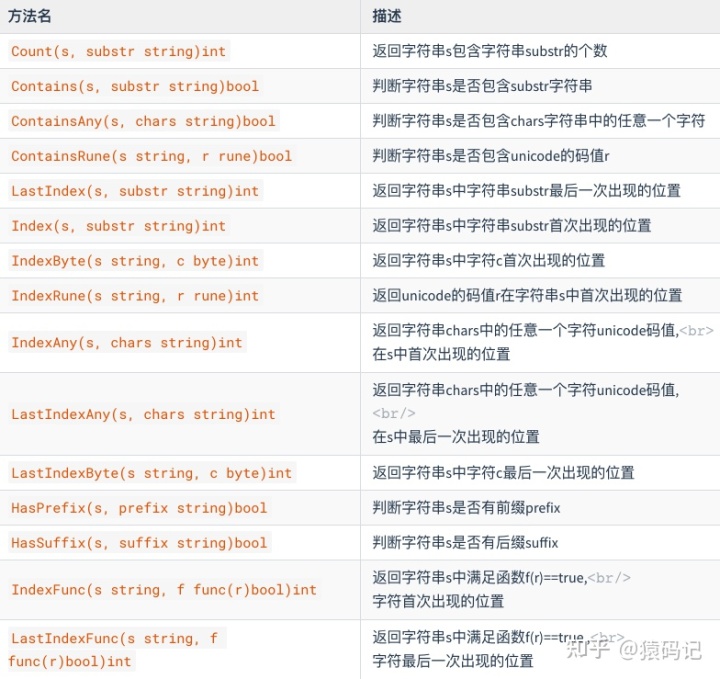 方法名 描述
Count(s, substr string)int 返回字符串s包含字符串substr的个数
Contains(s, substr string)bool 判断字符串s是否包含substr字符串
ContainsAny(s, chars string)bool 判断字符串s是否包含chars字符串中的任意一个字符
ContainsRune(s string, r rune)bool 判断字符串s是否包含unicode的码值r
LastIndex(s, substr string)int 返回字符串s中字符串substr最后一次出现的位置
Index(s, substr string)int 返回字符串s中字符串substr首次出现的位置
IndexByte(s string, c byte)int 返回字符串s中字符c首次出现的位置
IndexRune(s string, r rune)int 返回unicode的码值r在字符串s中首次出现的位置
IndexAny(s, chars string)int 返回字符串chars中的任意一个字符unicode码值,<br>
在s中首次出现的位置
LastIndexAny(s, chars string)int 返回字符串chars中的任意一个字符unicode码值,
<br/>
在s中最后一次出现的位置
LastIndexByte(s string, c byte)int 返回字符串s中字符c最后一次出现的位置
HasPrefix(s, prefix string)bool 判断字符串s是否有前缀prefix
HasSuffix(s, suffix string)bool 判断字符串s是否有后缀suffix
IndexFunc(s string, f func(r)bool)int 返回字符串s中满足函数f(r)==true,<br/>
字符首次出现的位置
LastIndexFunc(s string, f 返回字符串s中满足函数f(r)==true,<br>
func(r)bool)int 字符最后一次出现的位置
知乎 @猿码记